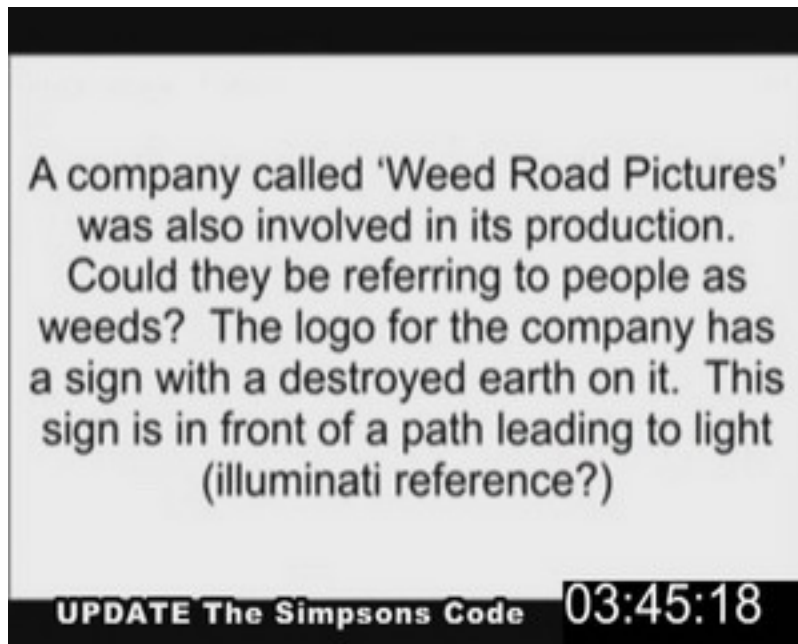 A company called ‘Weed Road Pictures’
was also involved in its production.
Could they be referring to people as
weeds?  The logo for the company has
a sign with a destroyed earth on it.  This
sign is in front of a path leading to light
(illuminati reference?)
UPDATE The Simpsons Code
03:45:18